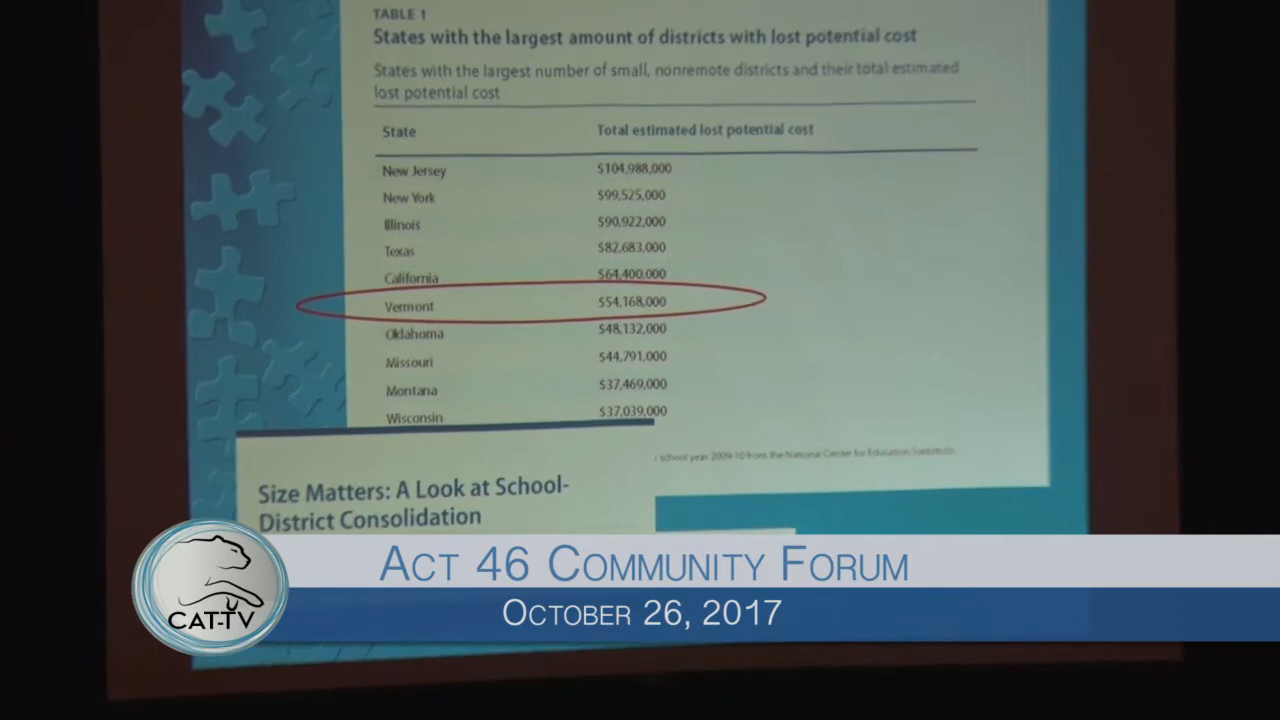 TABLE 1
States with the largest amount of districts with lost potential cost
States with the largest number of small, nonremote districts and their total estimated
lost potential cost
State Total estimated lost potential cost
New Jersey $104,988,000
New York $99,525,000
Illinois $90,922,000
Texas $82,683,000
California $64,400,000
Vermont $54,168,000
Oklahoma $48,132,000
Missouri $44,791,000
Montana $37,469,000
Wisconsin $37,039,000
school year 2009-10 from the National Center for Education Statistics
Size Matters: A Look at School-
District Consolidation
ACT 46 COMMUNITY FORUM
OCTOBER 26, 2017
CAT-TV